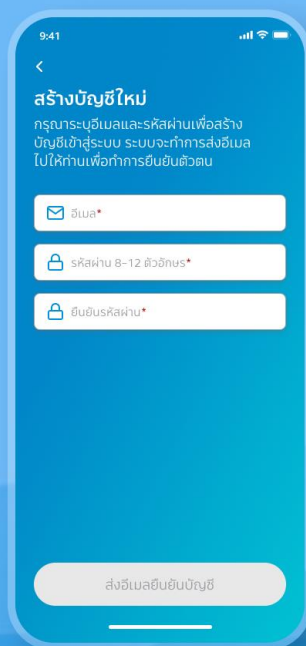 9:41
สร้างบัญชีใหม่
กรุณาระบุอีเมลและรหัสผ่านเพื่อสร้าง
บัญชีเข้าสู่ระบบ ระบบจะทำการส่งอีเมล
ไปให้ท่านเพื่อทำการยืนยันตัวตน
อีเมล*
รหัสผ่าน 8-12 ตัวอักษร*
ยืนยันรหัสผ่าน*
ส่งอีเมลยืนยันบัญชี